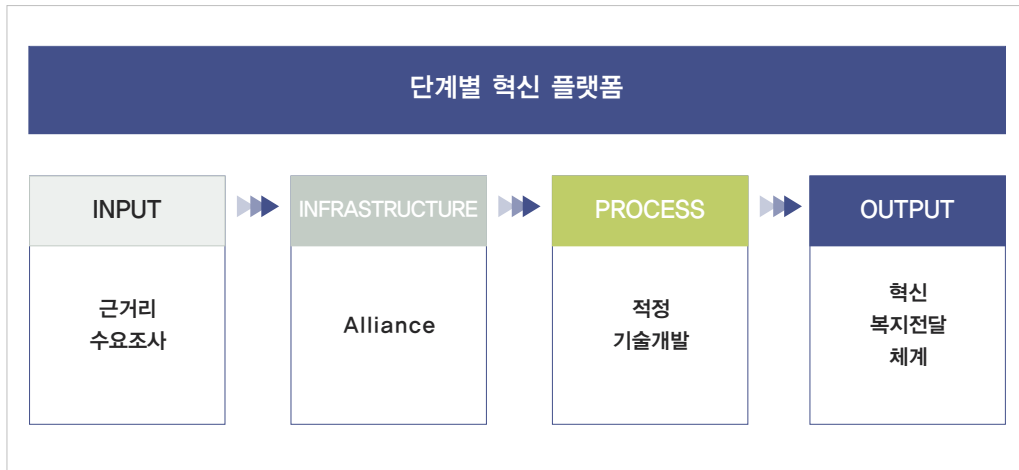 단계별 혁신 플랫폼
INPUT
INFRASTRUCTURE
PROCESS
OUTPUT
근거리
수요조사
Alliance
적정
기술개발
혁신
복지전달
체계